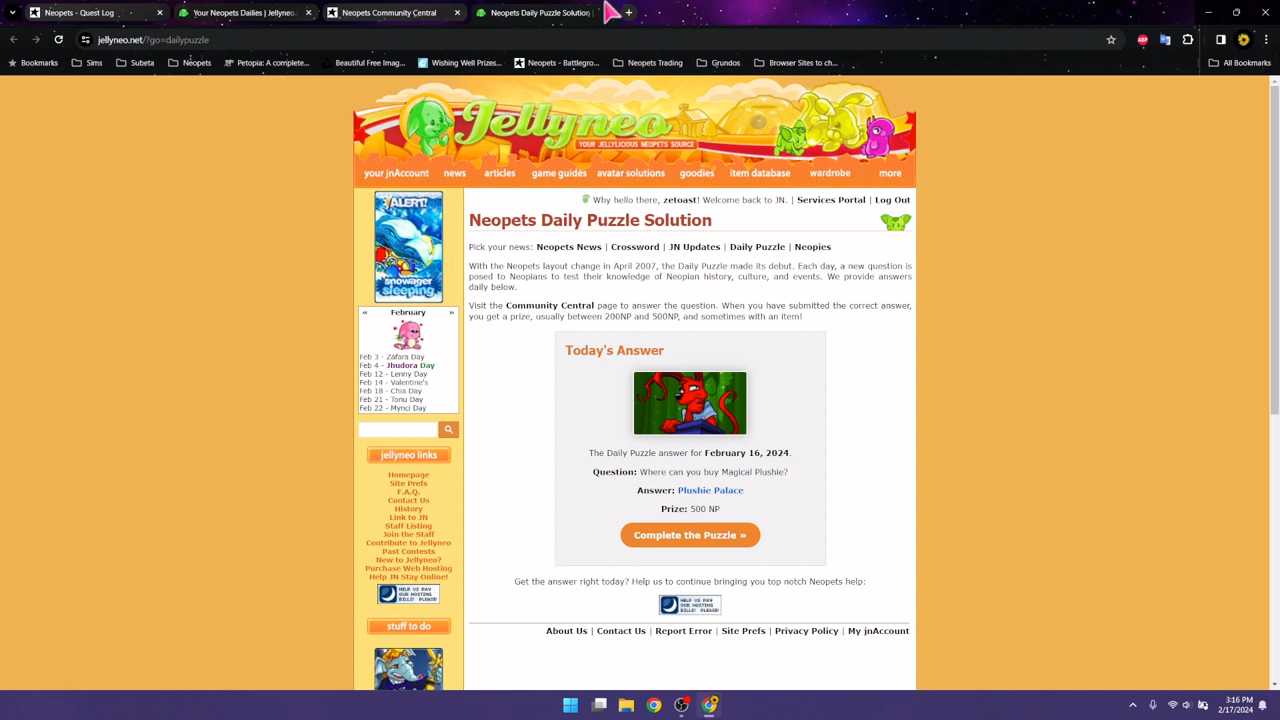 Neopets - Quest Log
Your Neopets Dailies | Jellyneo
Neopets Community Central
Neopets Daily Puzzle Solution |
jellyneo.net/?go=dailypuzzle
Bookmarks Sims Subeta Neopets Petopia: A complete... Beautiful Free Imag... Wishing Well Prizes... Neopets - Battlegro... Neopets Trading Grundos Browser Sites to ch... All Bookmarks
Jellyneo
YOUR JELLYLICIOUS NEOPETS SOURCE
your jnAccount news articles game guides avatar solutions goodies item database wardrobe more
ALERT!
snowager
sleeping
« February »
Feb 3 - Zafara Day
Feb 4 - Jhudora Day
Feb 12 - Lenny Day
Feb 14 - Valentine's
Feb 18 - Chia Day
Feb 21 - Tonu Day
Feb 22 - Mynci Day
jellyneo links
Homepage
Site Prefs
F.A.Q.
Contact Us
History
Link to JN
Staff Listing
Join the Staff
Contribute to Jellyneo
Past Contests
New to Jellyneo?
Purchase Web Hosting
Help JN Stay Online!
HELP US PAY
OUR HOSTING
BILLS! PLEASE!
stuff to do
Why hello there, zetoast! Welcome back to JN. | Services Portal | Log Out
Neopets Daily Puzzle Solution
Pick your news: Neopets News | Crossword | JN Updates | Daily Puzzle | Neopies
With the Neopets layout change in April 2007, the Daily Puzzle made its debut. Each day, a new question is
posed to Neopians to test their knowledge of Neopian history, culture, and events. We provide answers
daily below.
Visit the Community Central page to answer the question. When you have submitted the correct answer,
you get a prize, usually between 200NP and 500NP, and sometimes with an item!
Today's Answer
The Daily Puzzle answer for February 16, 2024.
Question: Where can you buy Magical Plushie?
Answer: Plushie Palace
Prize: 500 NP
Complete the Puzzle »
Get the answer right today? Help us to continue bringing you top notch Neopets help:
HELP US PAY
OUR HOSTING
BILLS! PLEASE!
About Us | Contact Us | Report Error | Site Prefs | Privacy Policy | My jnAccount
3:16 PM
2/17/2024